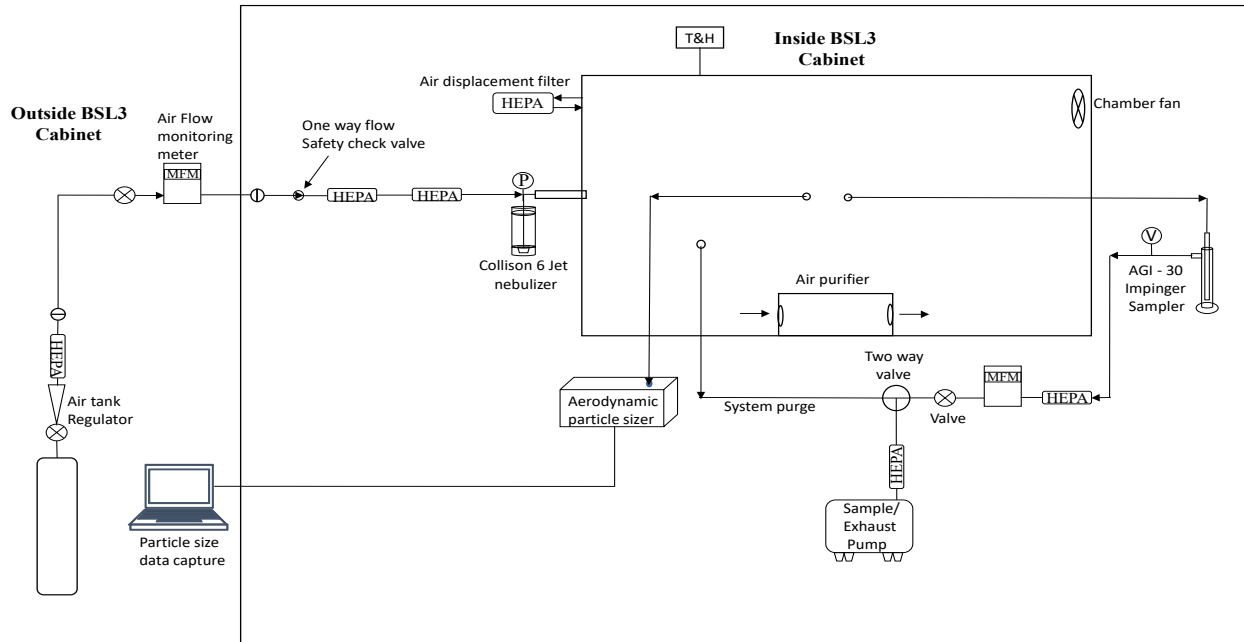 T&H
Inside BSL3
Cabinet
Air displacement filter
HEPA
Chamber fan
Outside BSL3
Cabinet
Air Flow
monitoring
meter
MFM
One way flow
Safety check valve
HEPA
HEPA
P
Collison 6 Jet
nebulizer
V
AGI - 30
Impinger
Sampler
Air purifier
HEPA
Air tank
Regulator
Two way
valve
MFM
HEPA
Aerodynamic
particle sizer
System purge
Valve
HEPA
Sample/
Exhaust
Pump
Particle size
data capture